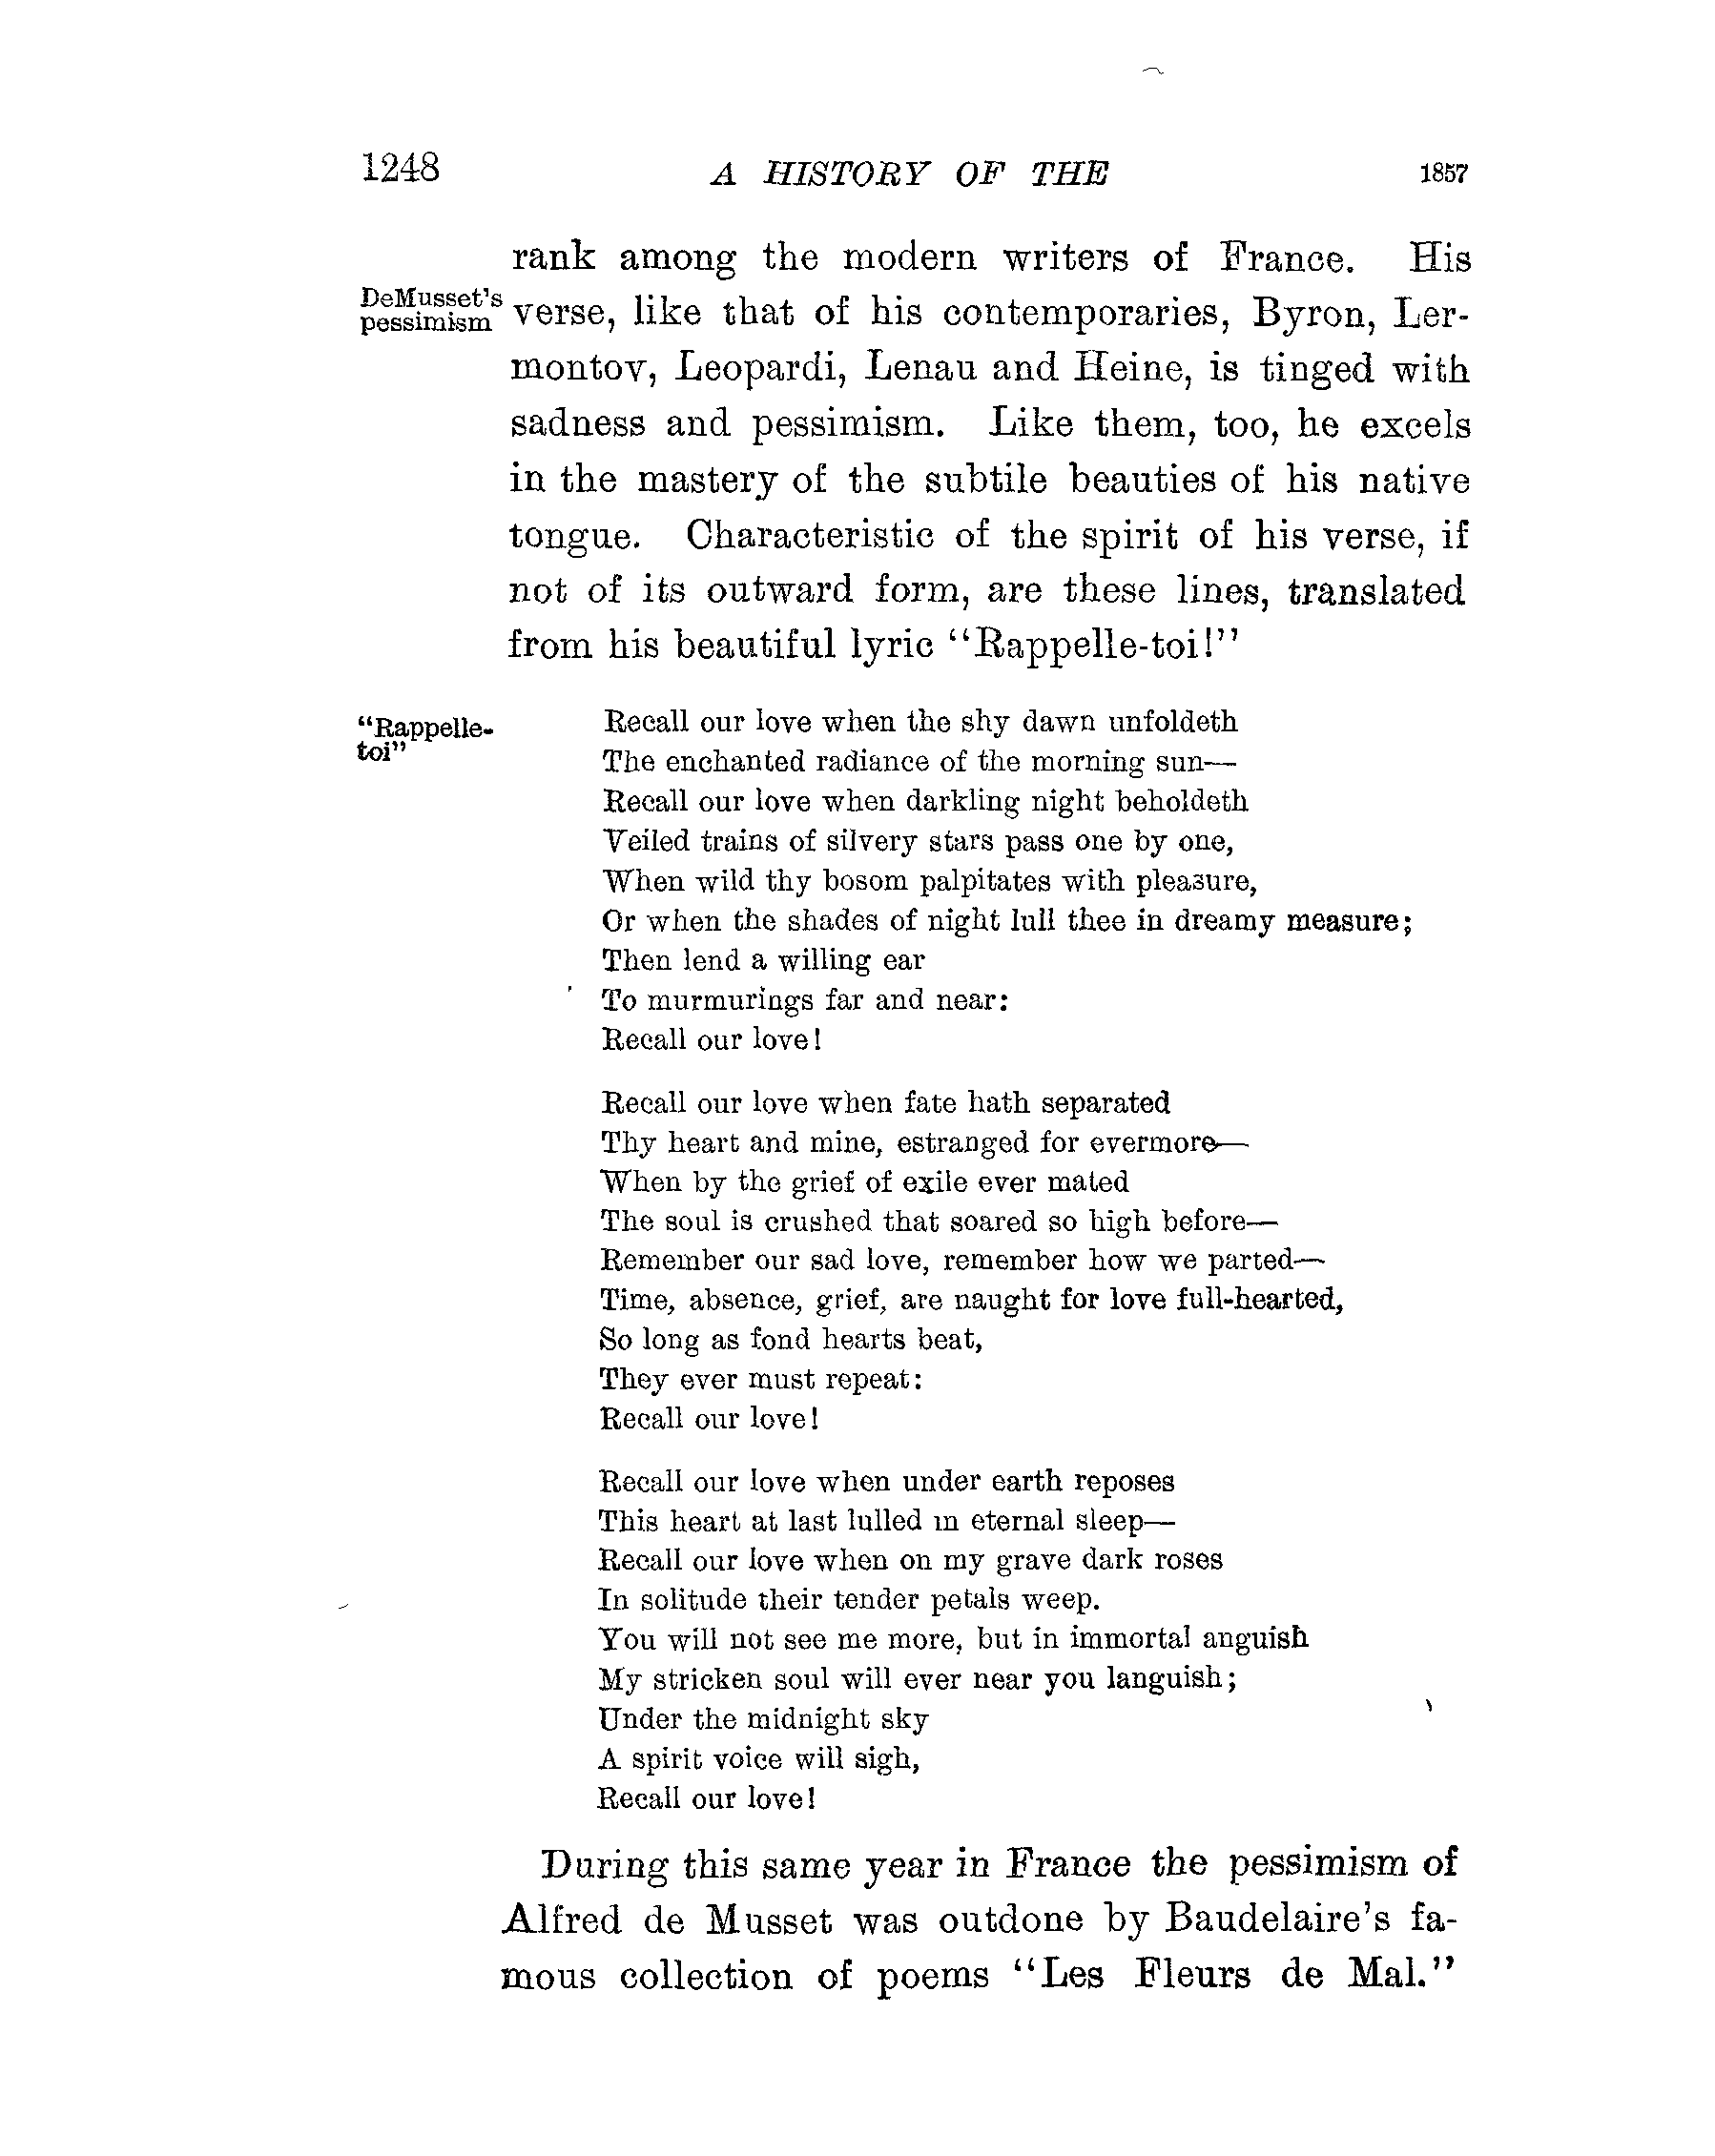 1248 A HISTORY OF THE 1857
rank among the modern writers of France. His
DeMusset's
pessimism
verse, like that of his contemporaries, Byron, Ler-
montov, Leopardi, Lenau and Heine, is tinged with
sadness and pessimism. Like them, too, he excels
in the mastery of the subtile beauties of his native
tongue. Characteristic of the spirit of his verse, if
not of its outward form, are these lines, translated
from his beautiful lyric "Rappelle-toi!"
"Rappelle-
toi"
Recall our love when the shy dawn unfoldeth
The enchanted radiance of the morning sun—
Recall our love when darkling night beholdeth
Veiled trains of silvery stars pass one by one,
When wild thy bosom palpitates with pleasure,
Or when the shades of night lull thee in dreamy measure;
Then lend a willing ear
To murmurings far and near:
Recall our love!
Recall our love when fate hath separated
Thy heart and mine, estranged for evermore—
When by the grief of exile ever mated
The soul is crushed that soared so high before—
Remember our sad love, remember how we parted—
Time, absence, grief, are naught for love full-hearted,
So long as fond hearts beat,
They ever must repeat:
Recall our love!
Recall our love when under earth reposes
This heart at last lulled in eternal sleep—
Recall our love when on my grave dark roses
In solitude their tender petals weep.
You will not see me more, but in immortal anguish
My stricken soul will ever near you languish;
Under the midnight sky
A spirit voice will sigh,
Recall our love!
During this same year in France the pessimism of
Alfred de Musset was outdone by Baudelaire's fa-
mous collection of poems "Les Fleurs de Mal."